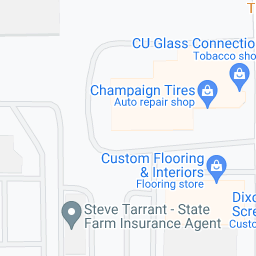 T
CU Glass Connection
Tobacco sho
Champaign Tires
Auto repair shop
Custom Flooring
& Interiors
Flooring store
Dixo
Scre
Custo
Steve Tarrant - State
Farm Insurance Agent